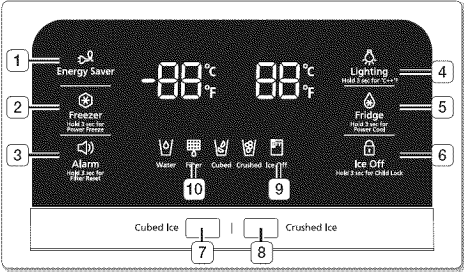 1
Energy Saver
2
Freezer
Hold 3 sec for
Power Freeze
3
Alarm
Hold 3 sec for
Filter Reset
-88 °C
°F
88 °C
°F
Water
Filter
Cubed
Crushed
Ice Off
10
9
Lighting
Hold 3 sec for °C↔°F
4
Fridge
Hold 3 sec for
Power Cool
5
Ice Off
Hold 3 sec for Child Lock
6
Cubed Ice
Crushed Ice
7
8